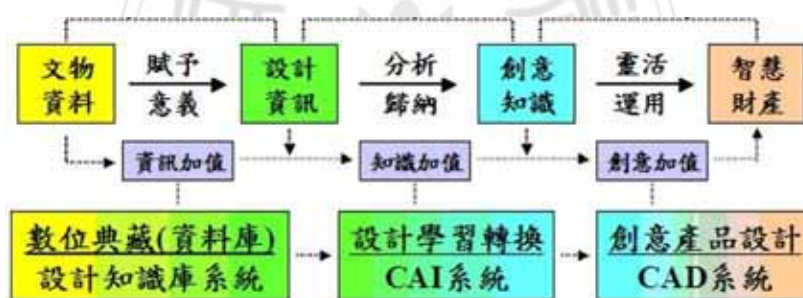 文物
資料
賦予
意義
設計
資訊
分析
歸納
創意
知識
靈活
運用
智慧
財產
資訊加值
知識加值
創意加值
數位典藏(資料庫)
設計知識庫系統
設計學習轉換
CAI系統
創意產品設計
CAD系統